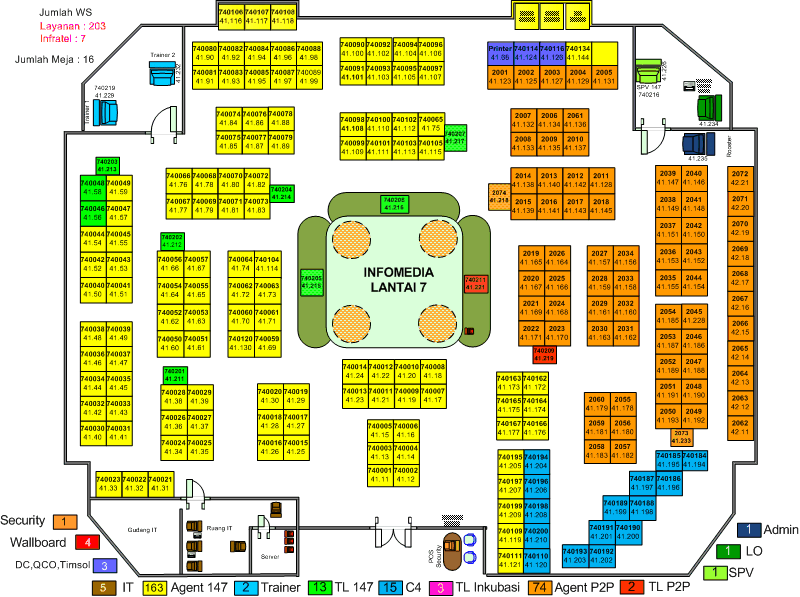 Jumlah WS
Layanan : 203
Infratel : 7
Jumlah Meja : 16
740106 740107 740108
41.116 41.117 41.118
Trainer 2
41.232
740219
41.229
Trainer 1
740080 740082 740084 740086 740088
41.90 41.92 41.94 41.96 41.98
740081 740083 740085 740087 740089
41.91 41.93 41.95 41.97 41.99
740090 740092 740094 740096
41.100 41.102 41.104 41.106
740091 740093 740095 740097
41.101 41.103 41.105 41.107
Printer 740114 740116 740134
41.86 41.124 41.126 41.144
2001 2002 2003 2004 2005
41.123 41.125 41.127 41.129 41.131
SPV 147
740216
41.226
41.234
41.235
Rooster
740074 740076 740078
41.84 41.86 41.88
740075 740077 740079
41.85 41.87 41.89
740098 740100 740102 740065
41.108 41.110 41.112 41.75
740099 740101 740103 740105
41.109 41.111 41.113 41.115
740207
41.217
2007 2006 2061
41.132 41.134 41.136
2008 2009 2010
41.133 41.135 41.137
740203
41.213
740048 740049
41.58 41.59
740046 740047
41.56 41.57
740044 740045
41.54 41.55
740042 740043
41.52 41.53
740040 740041
41.50 41.51
740066 740068 740070 740072
41.76 41.78 41.80 41.82
740067 740069 740071 740073
41.77 41.79 41.81 41.83
740204
41.214
2074
41.218
2014 2013 2012 2011
41.138 41.140 41.142 41.128
2015 2016 2017 2018
41.139 41.141 41.143 41.145
2039 2040
41.147 41.146
2038 2041
41.149 41.148
2037 2042
41.151 41.150
2036 2043
41.153 41.152
2035 2044
41.155 41.154
2072
42.21
2071
42.20
2070
42.19
2069
42.18
2068
42.17
2067
42.16
2066
42.15
2065
42.14
2064
42.13
2063
42.12
2062
42.11
740202
41.212
740056 740057
41.66 41.67
740054 740055
41.64 41.65
740052 740053
41.62 41.63
740050 740051
41.60 41.61
740064 740104
41.74 41.114
740062 740063
41.72 41.73
740060 740061
41.70 41.71
740120 740059
41.130 41.69
740205
41.215
INFOMEDIA
LANTAI 7
740211
41.221
2019 2026
41.165 41.164
2020 2025
41.167 41.166
2021 2024
41.169 41.168
2022 2023
41.171 41.170
740209
41.219
2027 2034
41.157 41.156
2028 2033
41.159 41.158
2029 2032
41.161 41.160
2030 2031
41.163 41.162
2054 2045
41.185 41.228
2053 2046
41.187 41.186
2052 2047
41.189 41.188
2051 2048
41.191 41.190
2050 2049
41.193 41.192
2073
41.233
740038 740039
41.48 41.49
740036 740037
41.46 41.47
740034 740035
41.44 41.45
740032 740033
41.42 41.43
740030 740031
41.40 41.41
740201
41.211
740028 740029
41.38 41.39
740026 740027
41.36 41.37
740024 740025
41.34 41.35
740020 740019
41.30 41.29
740018 740017
41.28 41.27
740016 740015
41.26 41.25
740014 740012 740010 740008
41.24 41.22 41.20 41.18
740013 740011 740009 740007
41.23 41.21 41.19 41.17
740005 740006
41.15 41.16
740003 740004
41.13 41.14
740001 740002
41.11 41.12
740163 740162
41.173 41.172
740165 740164
41.175 41.174
740167 740166
41.177 41.176
2060 2055
41.179 41.178
2059 2056
41.181 41.180
2058 2057
41.183 41.182
740195 740194
41.205 41.204
740197 740196
41.207 41.206
740199 740198
41.209 41.208
740109 740200
41.119 41.210
740111 740110
41.121 41.120
740185 740184
41.195 41.194
740187 740186
41.197 41.196
740189 740188
41.199 41.198
740191 740190
41.201 41.200
740193 740192
41.203 41.202
740023 740022 740021
41.33 41.32 41.31
Gudang IT
Ruang IT
Server
POS
Security
Security 1
Wallboard 4
DC,QCO,Timsol 3
5 IT 163 Agent 147 2 Trainer 13 TL 147 15 C4 3 TL Inkubasi 74 Agent P2P 2 TL P2P
1 Admin
1 LO
1 SPV